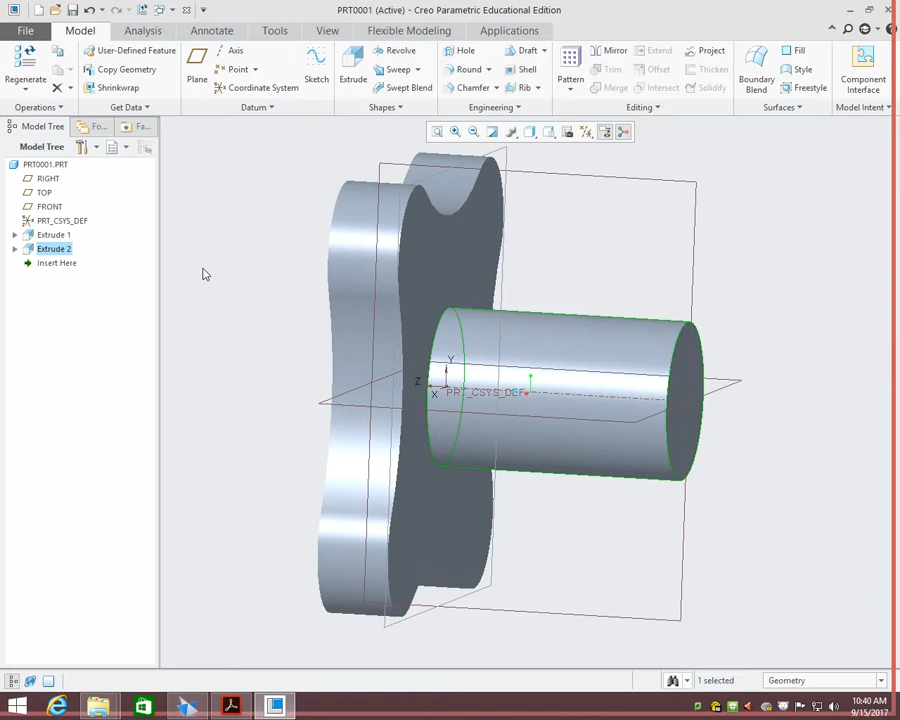 PRT0001 (Active) - Creo Parametric Educational Edition
File Model Analysis Annotate Tools View Flexible Modeling Applications
Regenerate
User-Defined Feature
Copy Geometry
Shrinkwrap
Plane
Axis
Point
Coordinate System
Sketch
Extrude
Revolve
Sweep
Swept Blend
Hole
Round
Chamfer
Draft
Shell
Rib
Pattern
Mirror
Trim
Merge
Extend
Offset
Intersect
Project
Thicken
Solidify
Boundary
Blend
Fill
Style
Freestyle
Component
Interface
Operations Get Data Datum Shapes Engineering Editing Surfaces Model Intent
Model Tree Fo... Fa...
Model Tree
PRT0001.PRT
RIGHT
TOP
FRONT
PRT_CSYS_DEF
Extrude 1
Extrude 2
Insert Here
Y
Z
X
PRT_CSYS_DEF
1 selected Geometry
10:40 AM
9/15/2017